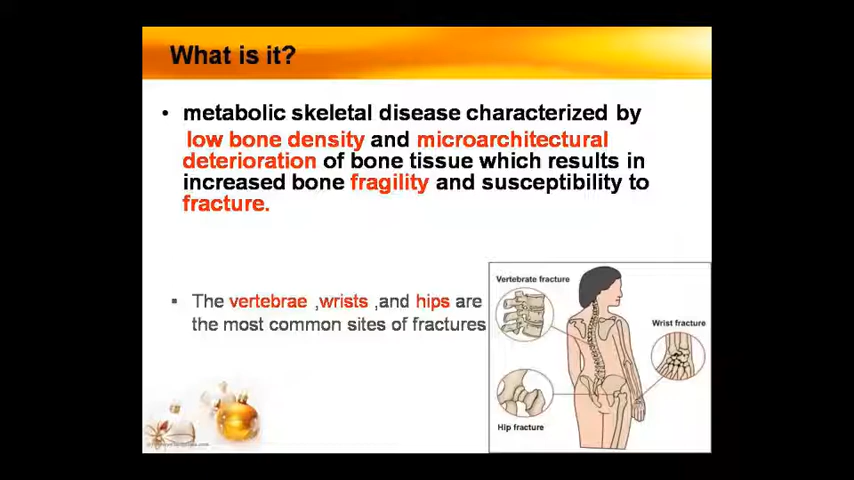 What is it?
• metabolic skeletal disease characterized by
low bone density and microarchitectural
deterioration of bone tissue which results in
increased bone fragility and susceptibility to
fracture.
▪ The vertebrae ,wrists ,and hips are
the most common sites of fractures
Vertebrate fracture
Wrist fracture
Hip fracture